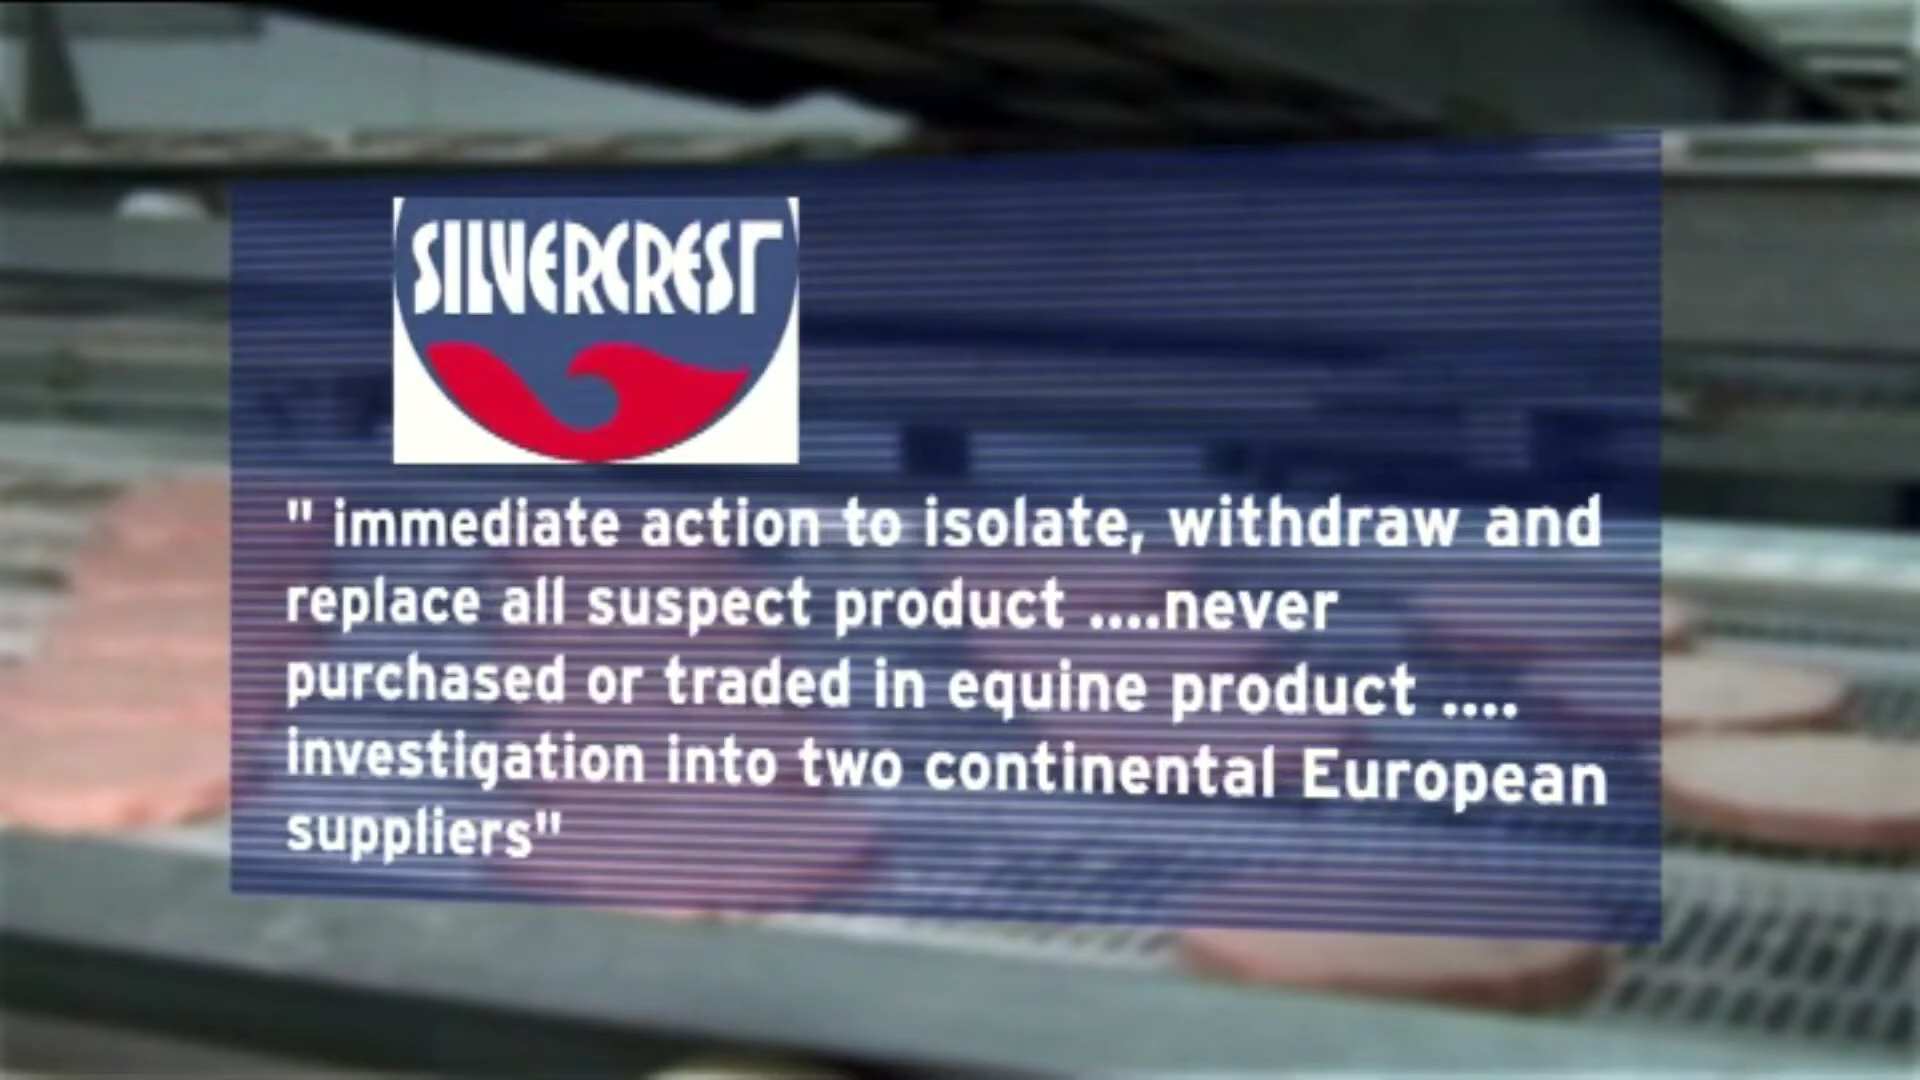 SILVERCREST
" immediate action to isolate, withdraw and
replace all suspect product ....never
purchased or traded in equine product ....
investigation into two continental European
suppliers"